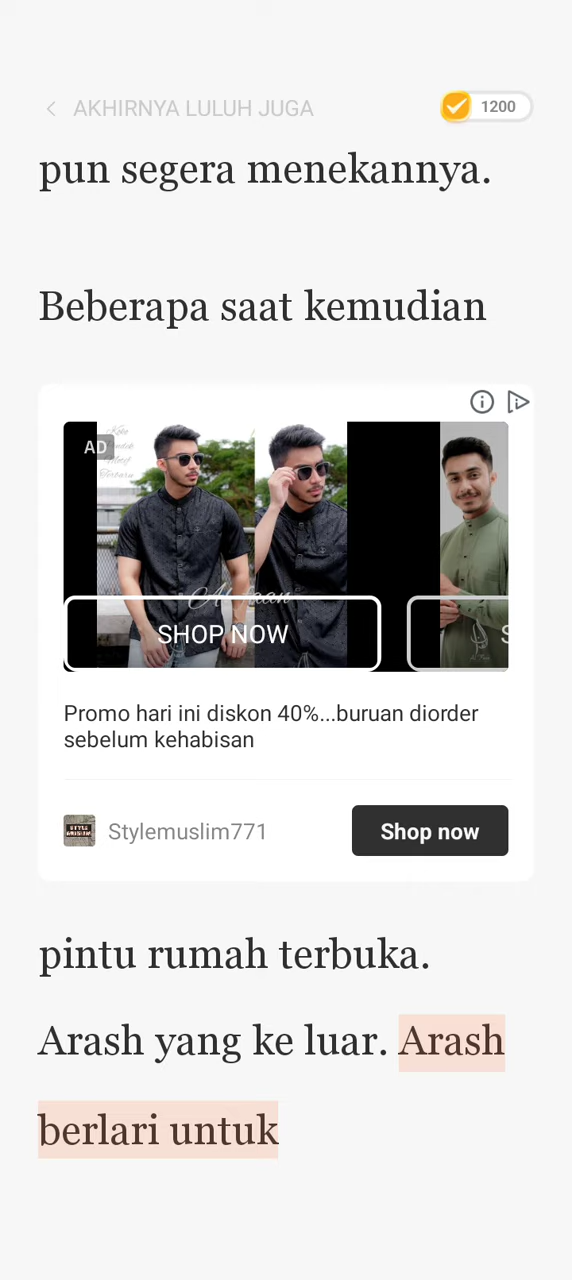 AKHIRNYA LULUH JUGA
1200
pun segera menekannya.
Beberapa saat kemudian
AD
SHOP NOW
Promo hari ini diskon 40%...buruan diorder
sebelum kehabisan
Stylemuslim771
Shop now
pintu rumah terbuka.
Arash yang ke luar. Arash
berlari untuk